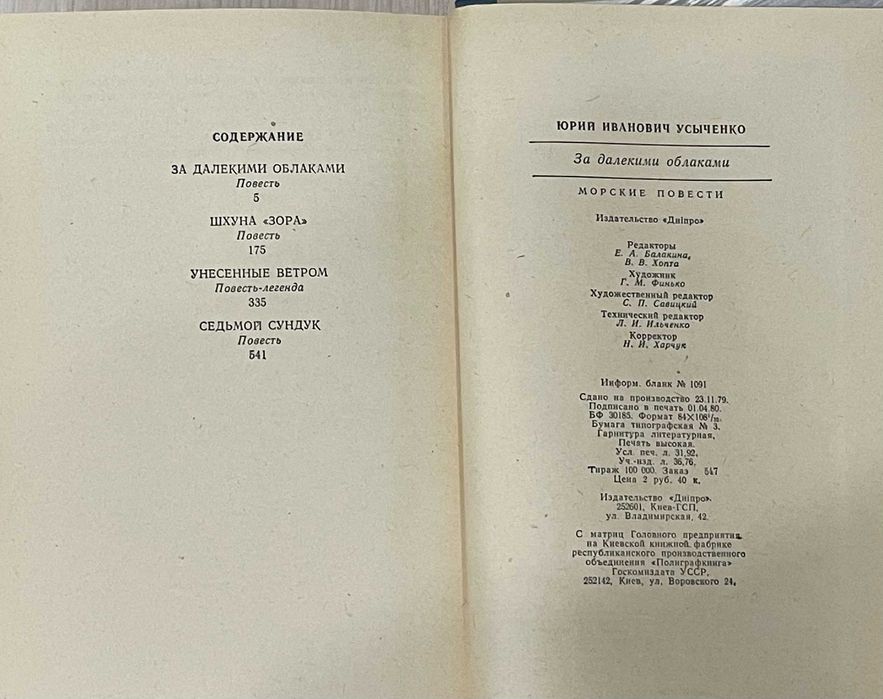 СОДЕРЖАНИЕ
ЗА ДАЛЕКИМИ ОБЛАКАМИ
Повесть
5
ШХУНА «ЗОРА»
Повесть
175
УНЕСЕННЫЕ ВЕТРОМ
Повесть-легенда
335
СЕДЬМОЙ СУНДУК
Повесть
541
ЮРИЙ ИВАНОВИЧ УСЫЧЕНКО
За далекими облаками
МОРСКИЕ ПОВЕСТИ
Издательство «Дніпро»
Редакторы
Е. А. Балакина,
В. В. Хопта
Художник
Г. М. Финько
Художественный редактор
С. П. Савицкий
Технический редактор
Л. И. Ильченко
Корректор
Н. И. Харчук
Информ. бланк № 1091
Сдано на производство 23.11.79.
Подписано в печать 01.04.80.
БФ 30185. Формат 84×108¹/₃₂.
Бумага типографская № 3.
Гарнитура литературная.
Печать высокая.
Усл. печ. л. 31,92.
Уч.-изд. л. 36,76.
Тираж 100 000. Заказ 547
Цена 2 руб. 40 к.
Издательство «Дніпро».
252601, Киев-ГСП,
ул. Владимирская, 42.
С матриц Головного предприятия
на Киевской книжной фабрике
республиканского производственного
объединения «Полиграфкнига»
Госкомиздата УССР,
252142, Киев, ул. Воровского 24.